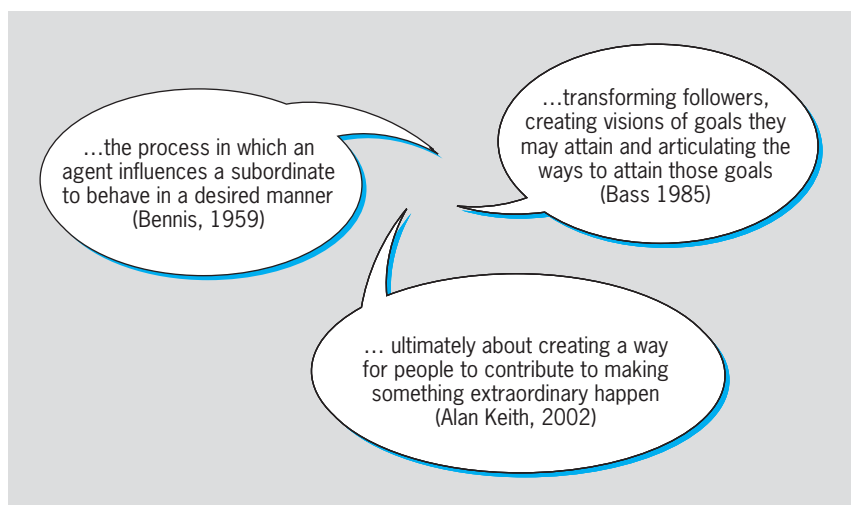 …the process in which an
agent influences a subordinate
to behave in a desired manner
(Bennis, 1959)
…transforming followers,
creating visions of goals they
may attain and articulating the
ways to attain those goals
(Bass 1985)
… ultimately about creating a way
for people to contribute to making
something extraordinary happen
(Alan Keith, 2002)